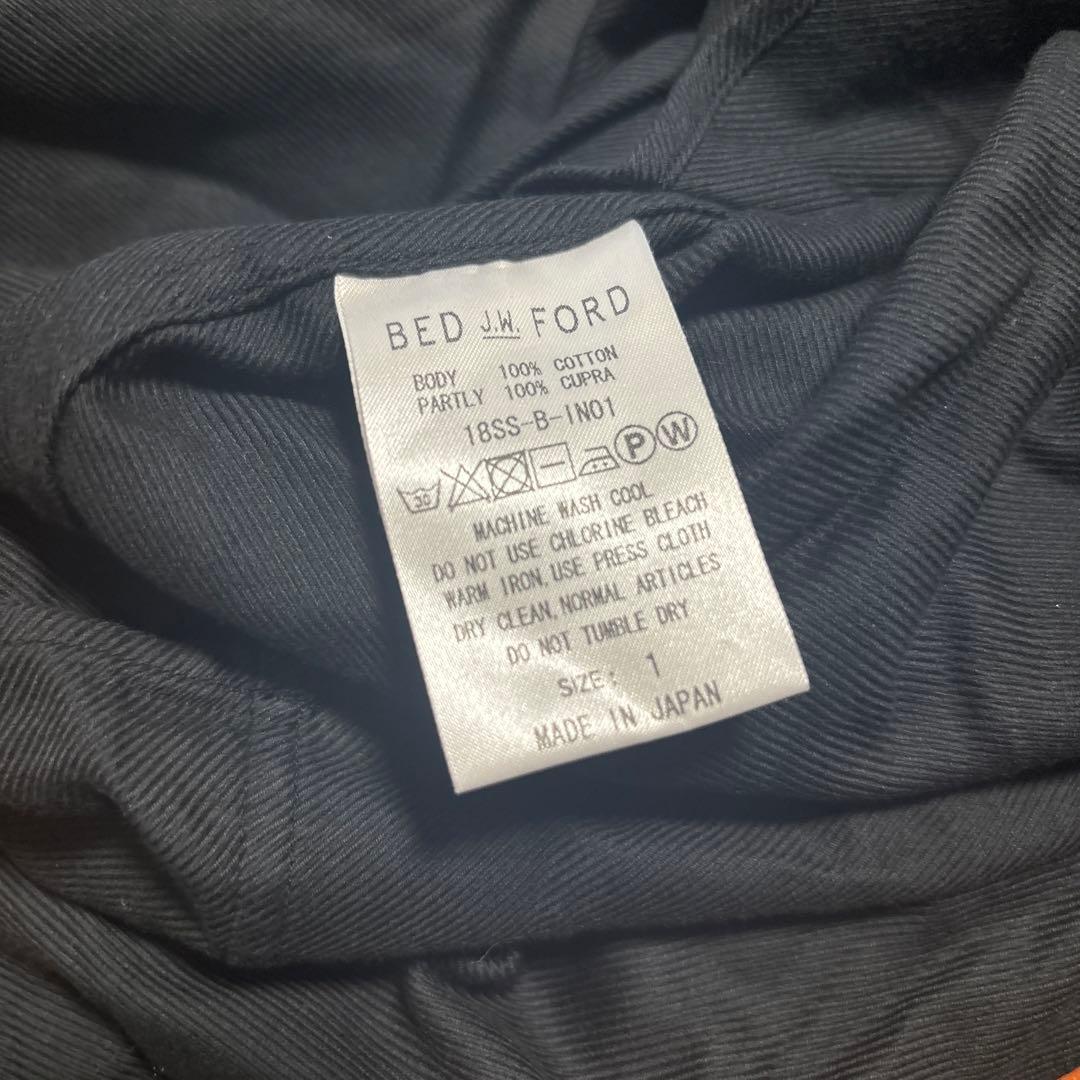 BED J.W. FORD
BODY 100% COTTON
PARTLY 100% CUPRA
18SS-B-IN01
30 P W
MACHINE WASH COOL
DO NOT USE CHLORINE BLEACH
WARM IRON, USE PRESS CLOTH
DRY CLEAN, NORMAL ARTICLES
DO NOT TUMBLE DRY
SIZE: 1
MADE IN JAPAN